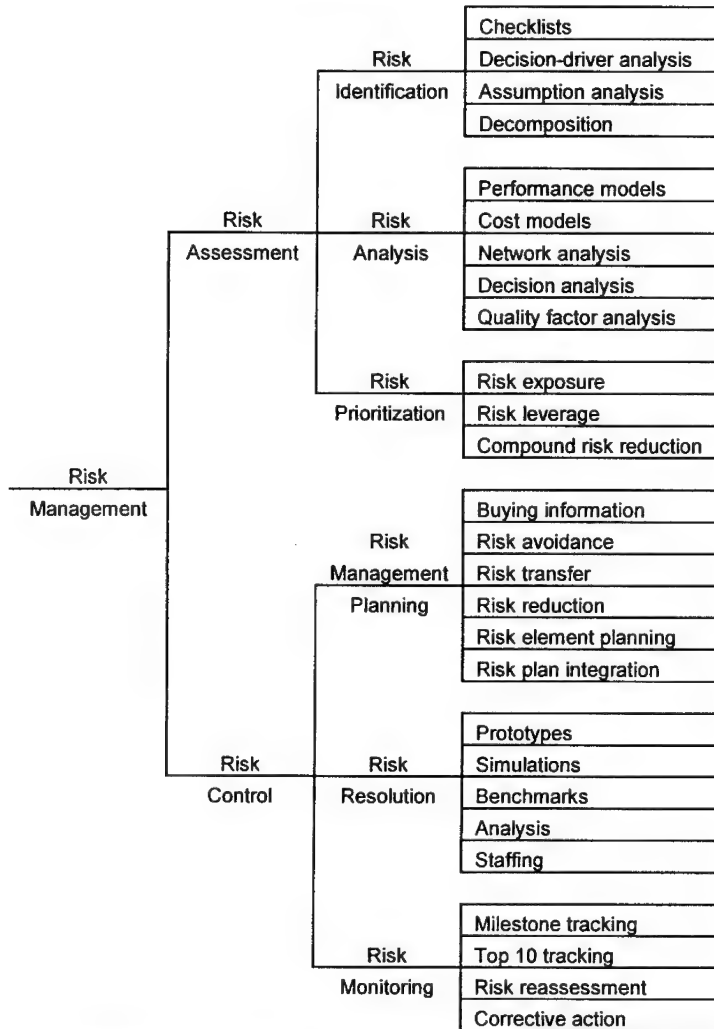 Checklists
Risk
Decision-driver analysis
Identification
Assumption analysis
Decomposition
Performance models
Risk
Risk
Cost models
Assessment
Analysis
Network analysis
Decision analysis
Quality factor analysis
Risk
Risk exposure
Prioritization
Risk leverage
Compound risk reduction
Risk
Management
Buying information
Risk
Risk avoidance
Management
Risk transfer
Planning
Risk reduction
Risk element planning
Risk plan integration
Prototypes
Risk
Risk
Simulations
Control
Resolution
Benchmarks
Analysis
Staffing
Milestone tracking
Risk
Top 10 tracking
Monitoring
Risk reassessment
Corrective action